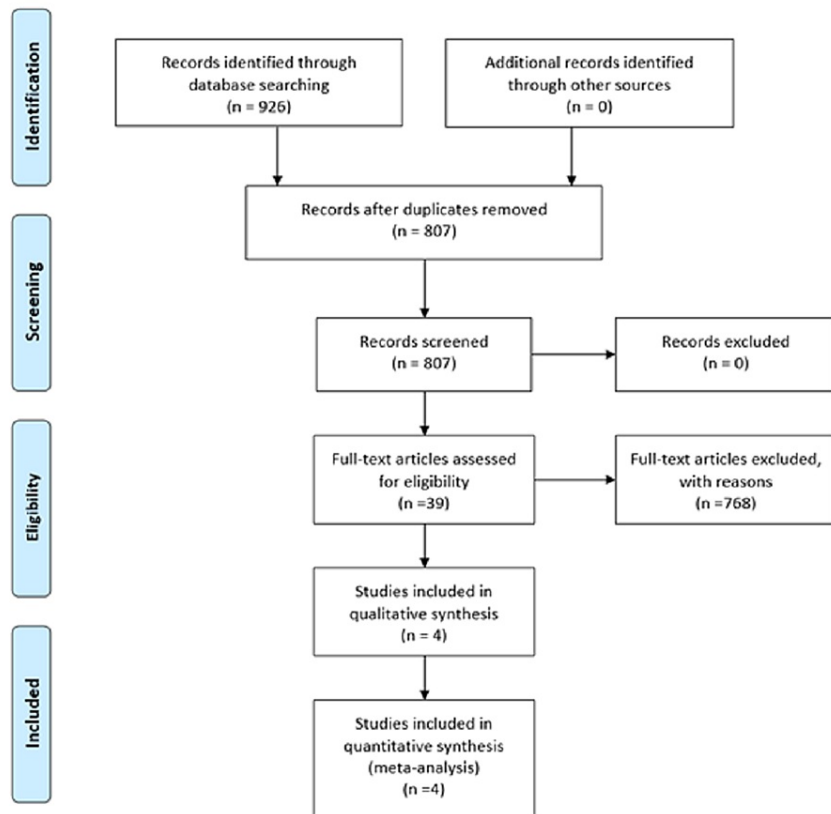 Identification
Records identified through
database searching
(n = 926)
Additional records identified
through other sources
(n = 0)
Records after duplicates removed
(n = 807)
Screening
Records screened
(n = 807)
Records excluded
(n = 0)
Eligibility
Full-text articles assessed
for eligibility
(n =39)
Full-text articles excluded,
with reasons
(n =768)
Studies included in
qualitative synthesis
(n = 4)
Included
Studies included in
quantitative synthesis
(meta-analysis)
(n =4)